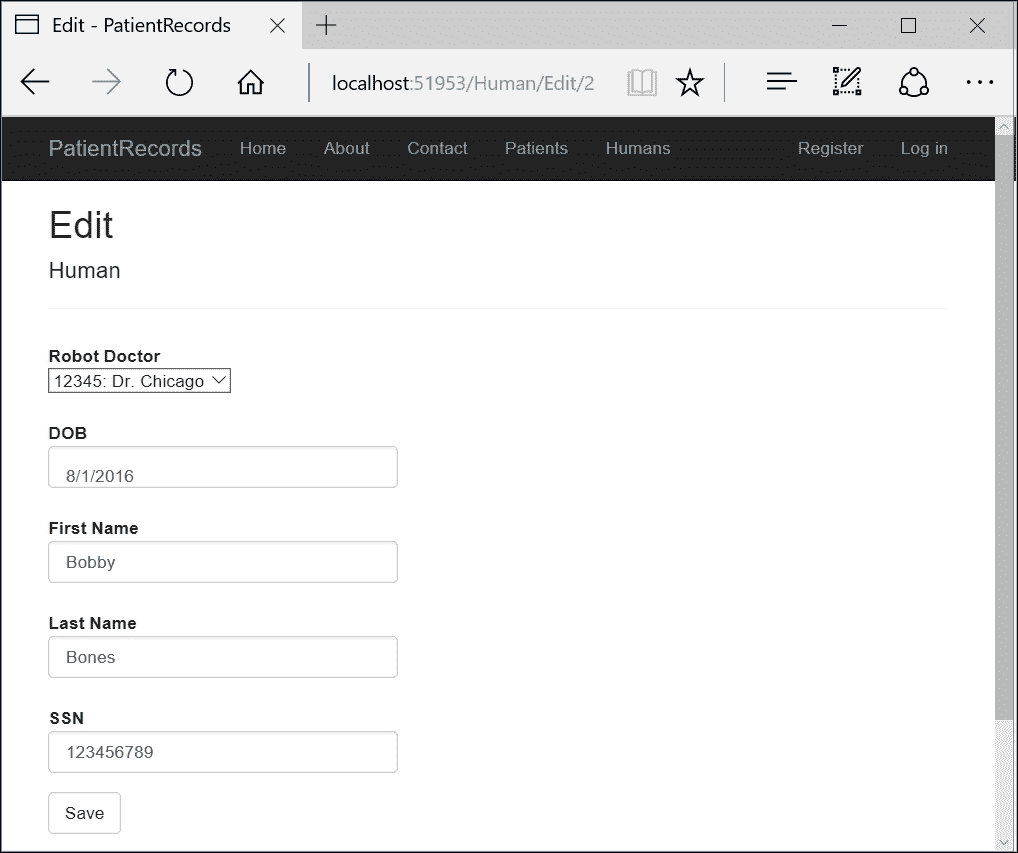 Edit - PatientRecords
localhost:51953/Human/Edit/2
PatientRecords Home About Contact Patients Humans Register Log in
Edit
Human
Robot Doctor
12345: Dr. Chicago
DOB
8/1/2016
First Name
Bobby
Last Name
Bones
SSN
123456789
Save